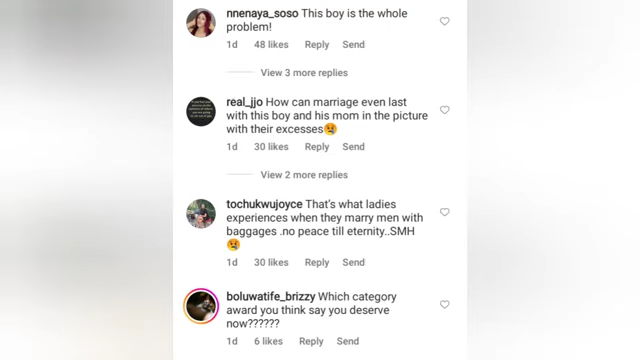 nnenaya_soso This boy is the whole
problem!
1d 48 likes Reply Send
View 3 more replies
real_jjo How can marriage even last
with this boy and his mom in the picture
with their excesses😢
1d 30 likes Reply Send
View 2 more replies
tochukwujoyce That's what ladies
experiences when they marry men with
baggages .no peace till eternity..SMH
😢
1d 30 likes Reply Send
boluwatife_brizzy Which category
award you think say you deserve
now??????
1d 6 likes Reply Send